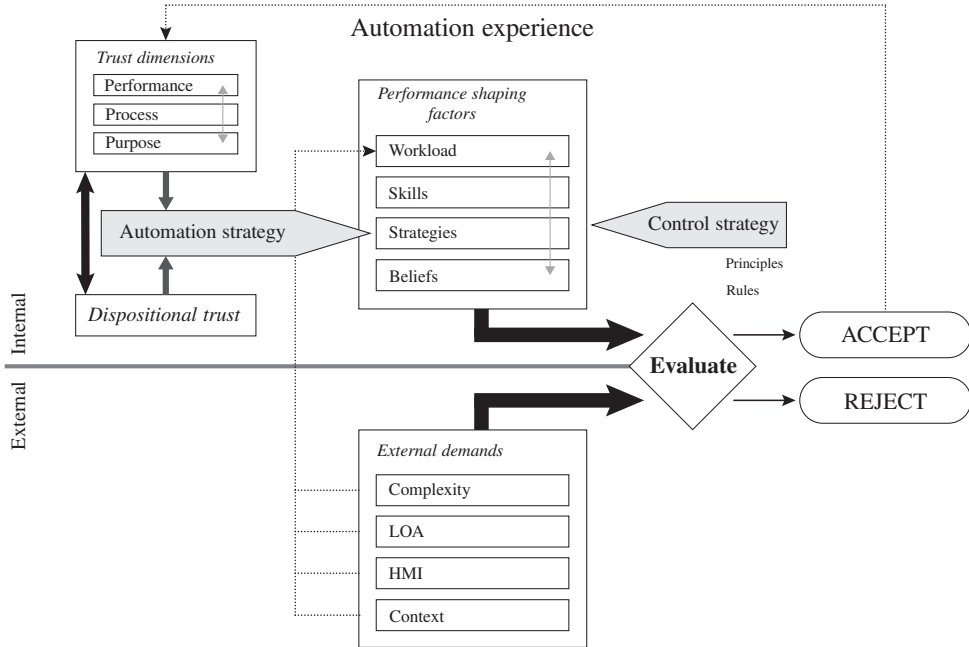 Automation experience
Trust dimensions
Performance
Process
Purpose
Automation strategy
Dispositional trust
Performance shaping
factors
Workload
Skills
Strategies
Beliefs
Control strategy
Principles
Rules
Internal
External
Evaluate
ACCEPT
REJECT
External demands
Complexity
LOA
HMI
Context